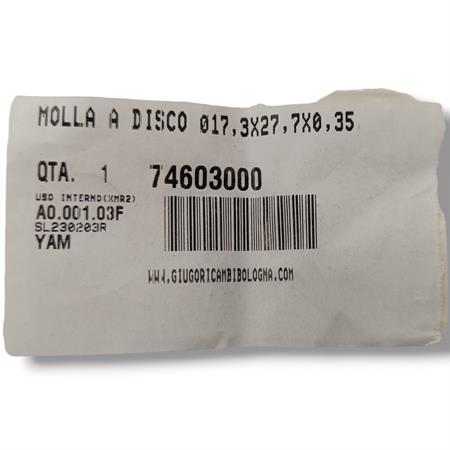 MOLLA A DISCO Ø17,3X27,7X0,35
QTA. 1 74603000
USO INTERNO(XMR2)
A0.001.03F
SL230203R
YAM
WWW.GIUGORICAMBIBOLOGNA.COM